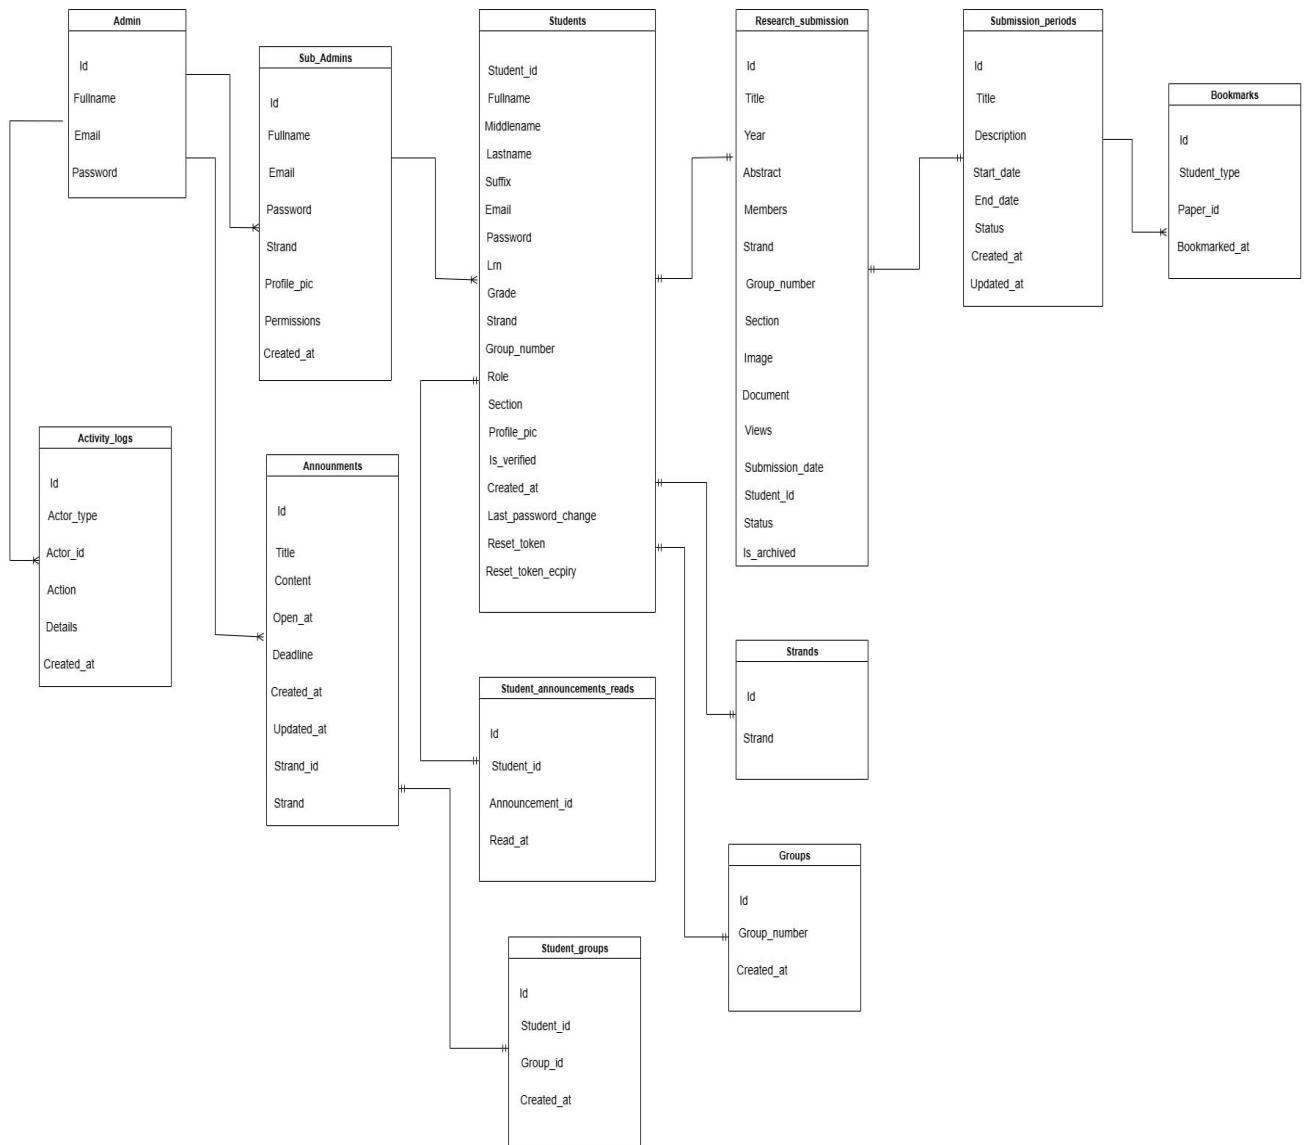 Admin
Id
Fullname
Email
Password
Sub_Admins
Id
Fullname
Email
Password
Strand
Profile_pic
Permissions
Created_at
Students
Student_id
Fullname
Middlename
Lastname
Suffix
Email
Password
Lrn
Grade
Strand
Group_number
Role
Section
Profile_pic
Is_verified
Created_at
Last_password_change
Reset_token
Reset_token_ecpiry
Research_submission
Id
Title
Year
Abstract
Members
Strand
Group_number
Section
Image
Document
Views
Submission_date
Student_Id
Status
Is_archived
Submission_periods
Id
Title
Description
Start_date
End_date
Status
Created_at
Updated_at
Bookmarks
Id
Student_type
Paper_id
Bookmarked_at
Activity_logs
Id
Actor_type
Actor_id
Action
Details
Created_at
Announments
Id
Title
Content
Open_at
Deadline
Created_at
Updated_at
Strand_id
Strand
Student_announcements_reads
Id
Student_id
Announcement_id
Read_at
Strands
Id
Strand
Groups
Id
Group_number
Created_at
Student_groups
Id
Student_id
Group_id
Created_at